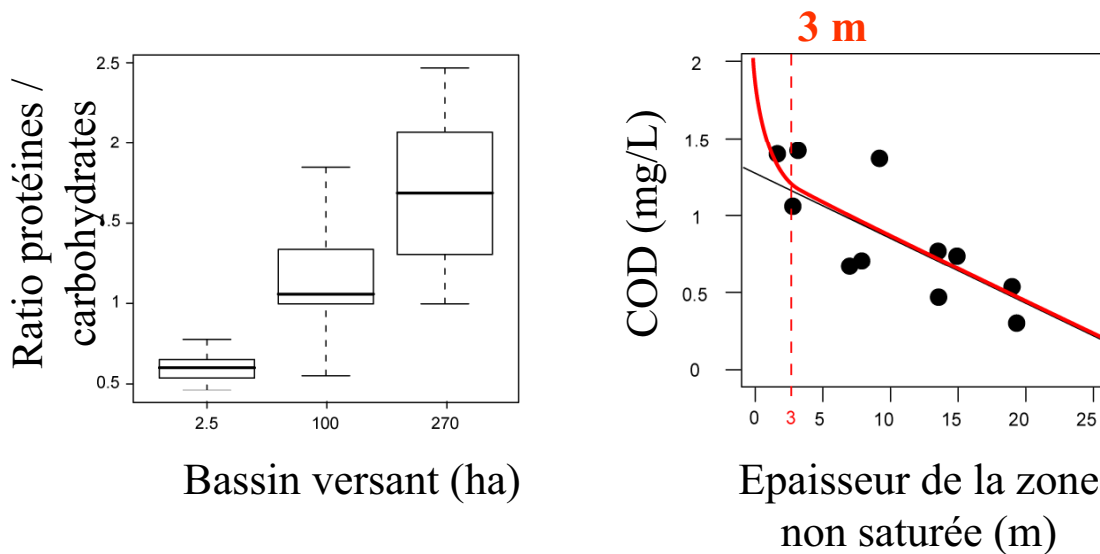 Ratio protéines /
carbohydrates
2.5
2
1.5
1
0.5
2.5 100 270
Bassin versant (ha)
3 m
COD (mg/L)
2
1.5
1
0.5
0
0 3 5 10 15 20 25
Epaisseur de la zone
non saturée (m)